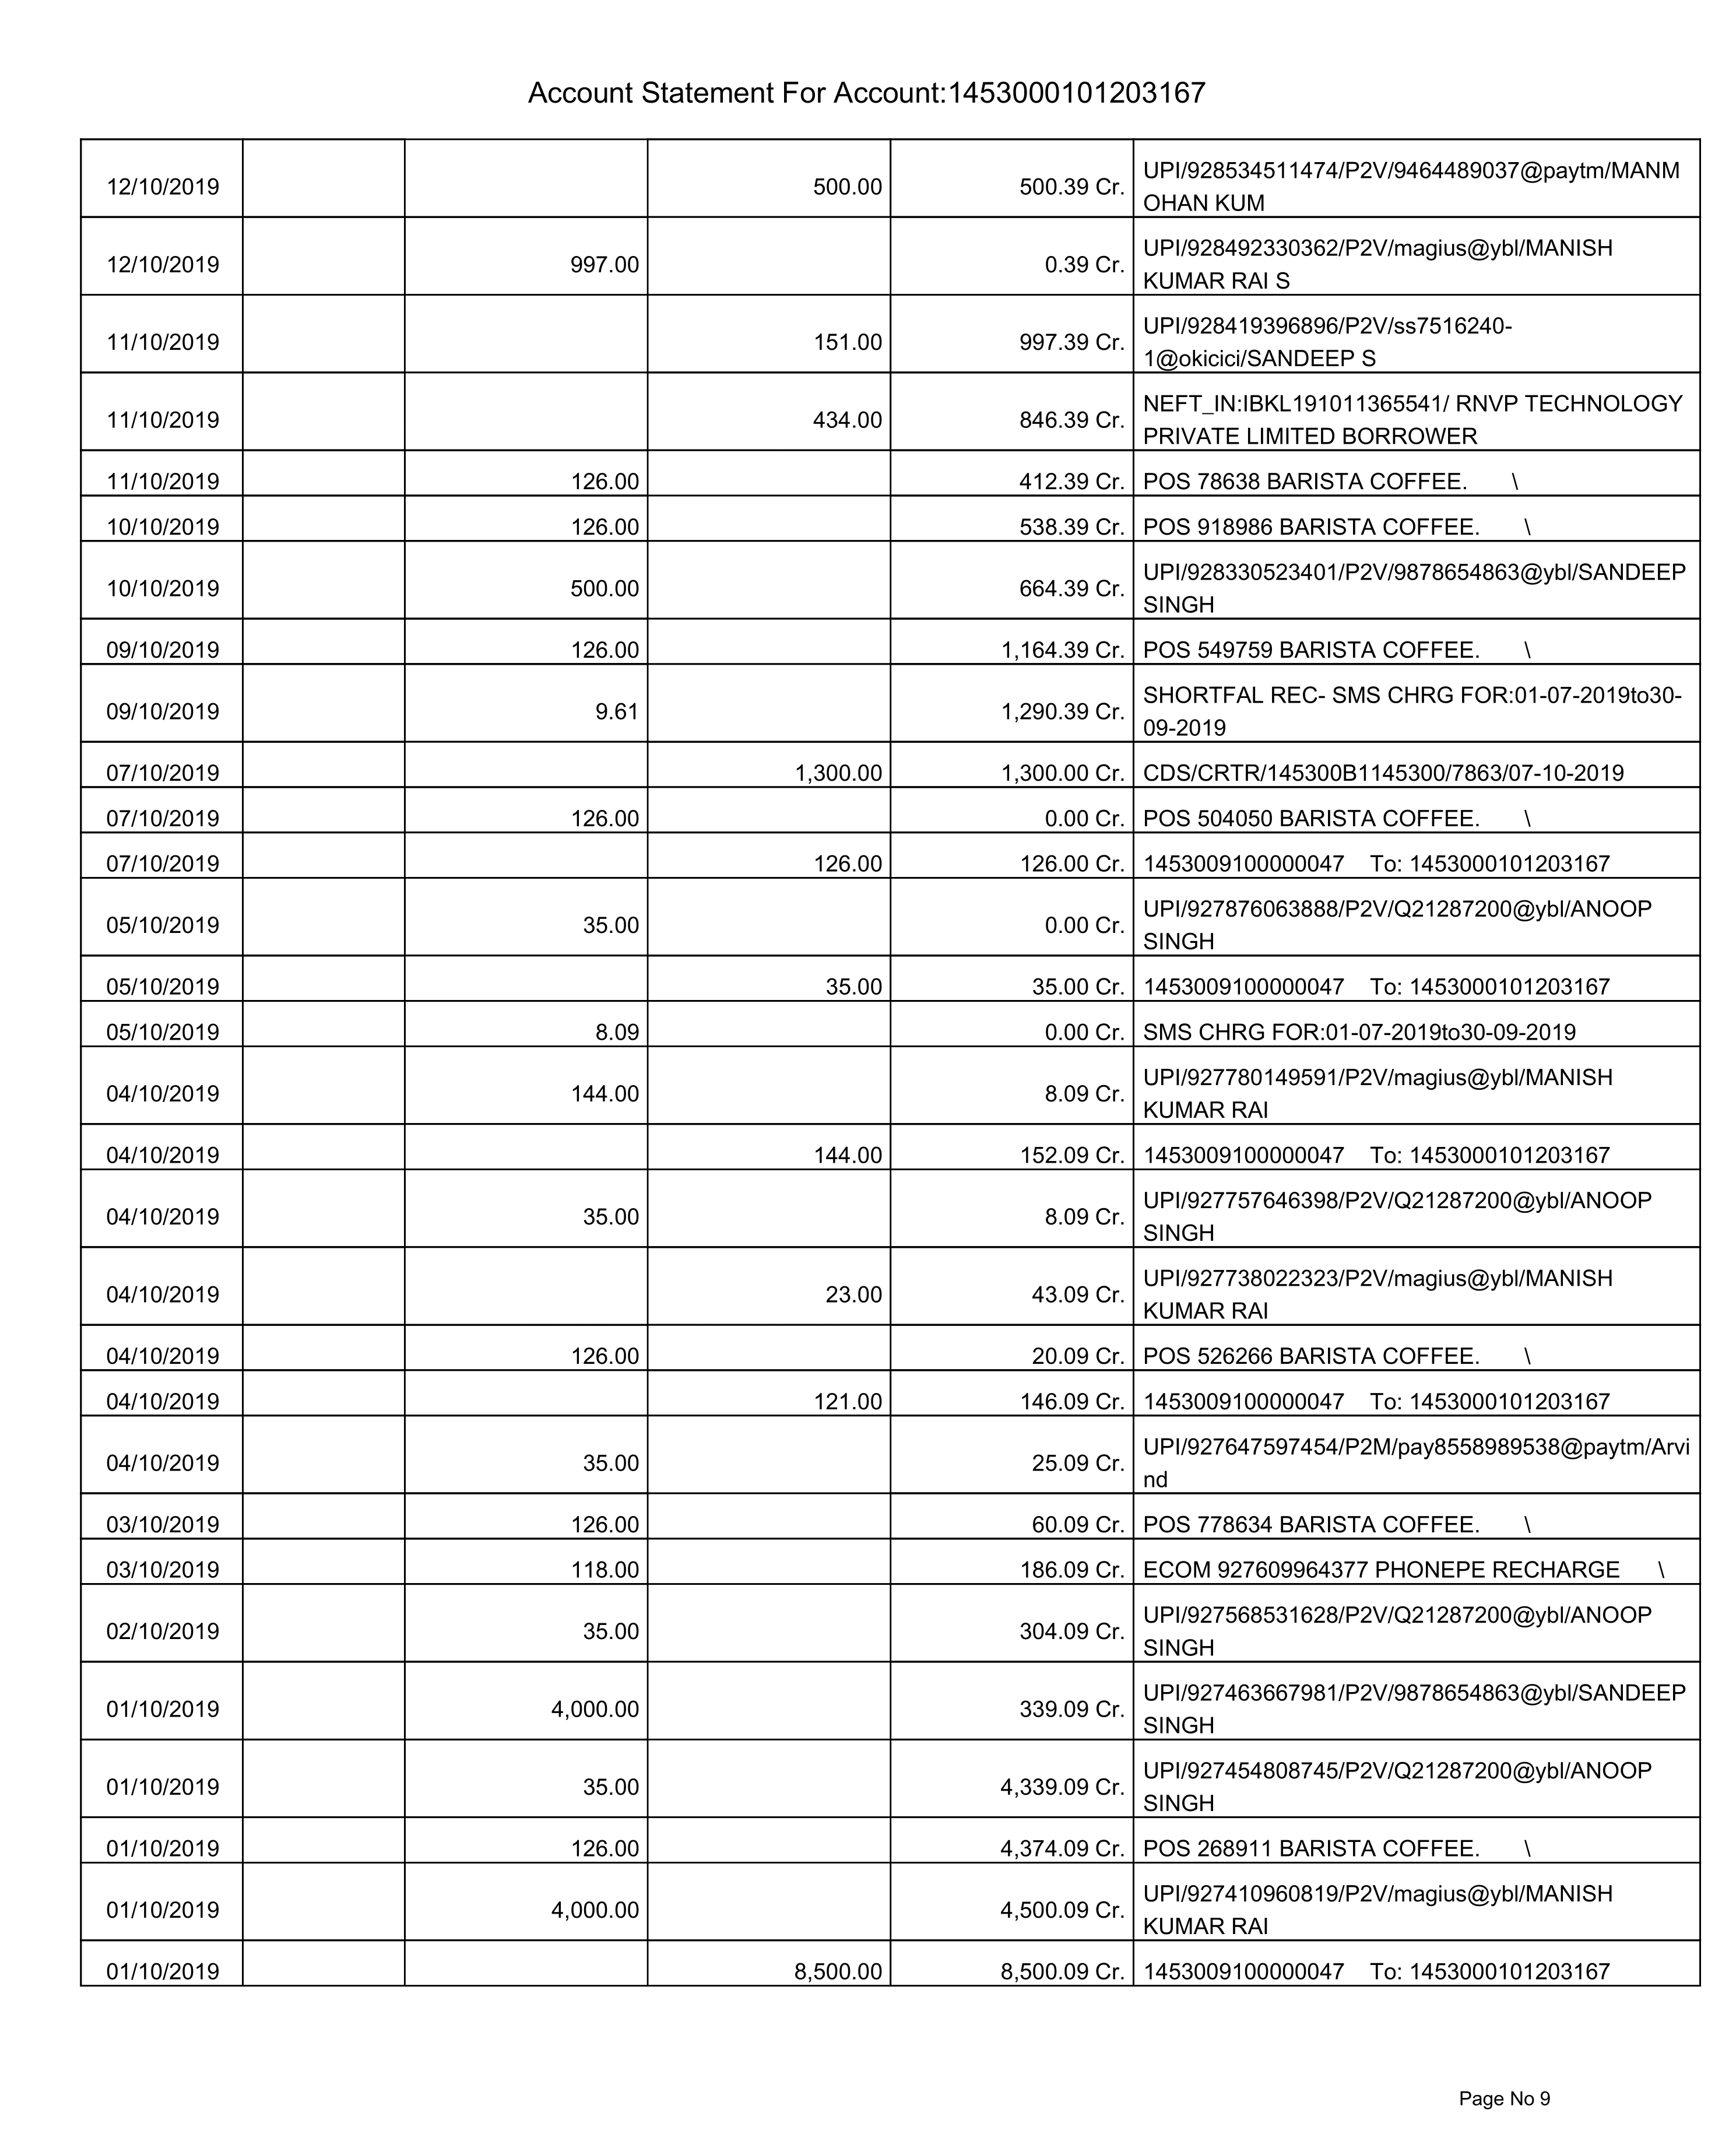 Account Statement For Account:1453000101203167
12/10/2019 500.00 500.39 Cr. UPI/928534511474/P2V/9464489037@paytm/MANM
OHAN KUM
12/10/2019 997.00 0.39 Cr. UPI/928492330362/P2V/magius@ybl/MANISH
KUMAR RAI S
11/10/2019 151.00 997.39 Cr. UPI/928419396896/P2V/ss7516240-
1@okicici/SANDEEP S
11/10/2019 434.00 846.39 Cr. NEFT_IN:IBKL191011365541/ RNVP TECHNOLOGY
PRIVATE LIMITED BORROWER
11/10/2019 126.00 412.39 Cr. POS 78638 BARISTA COFFEE. \
10/10/2019 126.00 538.39 Cr. POS 918986 BARISTA COFFEE. \
10/10/2019 500.00 664.39 Cr. UPI/928330523401/P2V/9878654863@ybl/SANDEEP
SINGH
09/10/2019 126.00 1,164.39 Cr. POS 549759 BARISTA COFFEE. \
09/10/2019 9.61 1,290.39 Cr. SHORTFAL REC- SMS CHRG FOR:01-07-2019to30-
09-2019
07/10/2019 1,300.00 1,300.00 Cr. CDS/CRTR/145300B1145300/7863/07-10-2019
07/10/2019 126.00 0.00 Cr. POS 504050 BARISTA COFFEE. \
07/10/2019 126.00 126.00 Cr. 1453009100000047 To: 1453000101203167
05/10/2019 35.00 0.00 Cr. UPI/927876063888/P2V/Q21287200@ybl/ANOOP
SINGH
05/10/2019 35.00 35.00 Cr. 1453009100000047 To: 1453000101203167
05/10/2019 8.09 0.00 Cr. SMS CHRG FOR:01-07-2019to30-09-2019
04/10/2019 144.00 8.09 Cr. UPI/927780149591/P2V/magius@ybl/MANISH
KUMAR RAI
04/10/2019 144.00 152.09 Cr. 1453009100000047 To: 1453000101203167
04/10/2019 35.00 8.09 Cr. UPI/927757646398/P2V/Q21287200@ybl/ANOOP
SINGH
04/10/2019 23.00 43.09 Cr. UPI/927738022323/P2V/magius@ybl/MANISH
KUMAR RAI
04/10/2019 126.00 20.09 Cr. POS 526266 BARISTA COFFEE. \
04/10/2019 121.00 146.09 Cr. 1453009100000047 To: 1453000101203167
04/10/2019 35.00 25.09 Cr. UPI/927647597454/P2M/pay8558989538@paytm/Arvi
nd
03/10/2019 126.00 60.09 Cr. POS 778634 BARISTA COFFEE. \
03/10/2019 118.00 186.09 Cr. ECOM 927609964377 PHONEPE RECHARGE \
02/10/2019 35.00 304.09 Cr. UPI/927568531628/P2V/Q21287200@ybl/ANOOP
SINGH
01/10/2019 4,000.00 339.09 Cr. UPI/927463667981/P2V/9878654863@ybl/SANDEEP
SINGH
01/10/2019 35.00 4,339.09 Cr. UPI/927454808745/P2V/Q21287200@ybl/ANOOP
SINGH
01/10/2019 126.00 4,374.09 Cr. POS 268911 BARISTA COFFEE. \
01/10/2019 4,000.00 4,500.09 Cr. UPI/927410960819/P2V/magius@ybl/MANISH
KUMAR RAI
01/10/2019 8,500.00 8,500.09 Cr. 1453009100000047 To: 1453000101203167
Page No 9